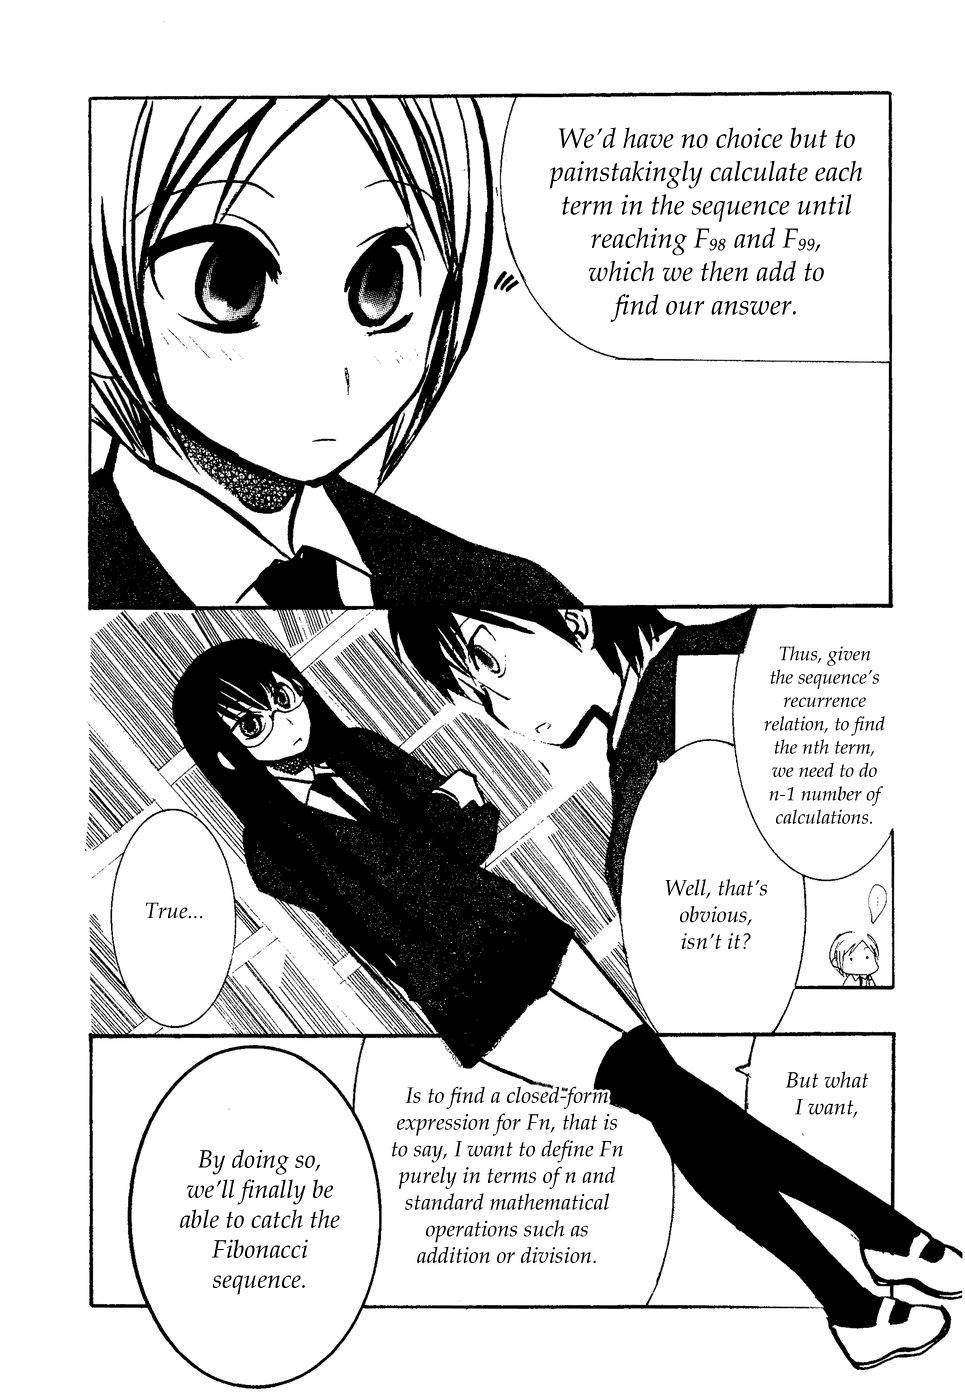 We'd have no choice but to
painstakingly calculate each
term in the sequence until
reaching F₉₈ and F₉₉,
which we then add to
find our answer.
Thus, given
the sequence's
recurrence
relation, to find
the nth term,
we need to do
n-1 number of
calculations.
Well, that's
obvious,
isn't it?
True...
But what
I want,
Is to find a closed-form
expression for Fn, that is
to say, I want to define Fn
purely in terms of n and
standard mathematical
operations such as
addition or division.
By doing so,
we'll finally be
able to catch the
Fibonacci
sequence.